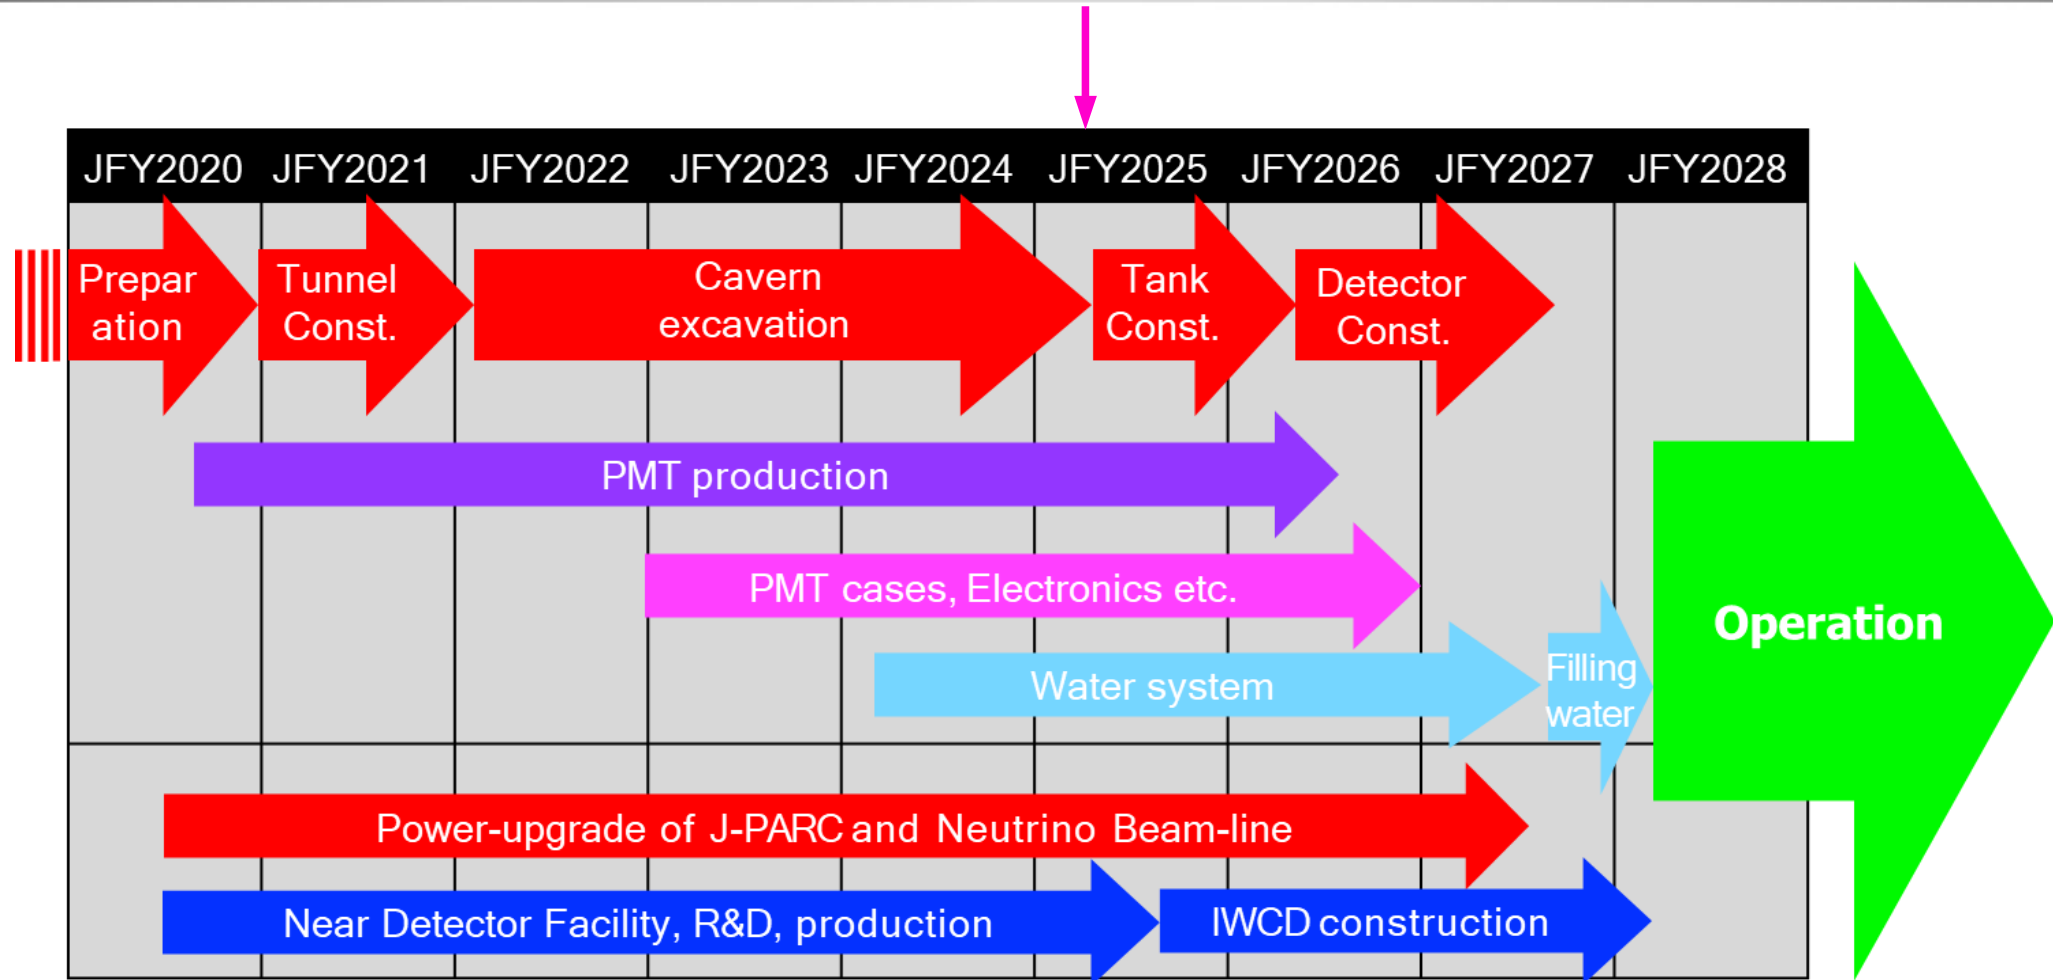 JFY2020 JFY2021 JFY2022 JFY2023 JFY2024 JFY2025 JFY2026 JFY2027 JFY2028
Prepar
ation
Tunnel
Const.
Cavern
excavation
Tank
Const.
Detector
Const.
PMT production
PMT cases, Electronics etc.
Water system
Filling
water
Operation
Power-upgrade of J-PARC and Neutrino Beam-line
Near Detector Facility, R&D, production
IWCD construction